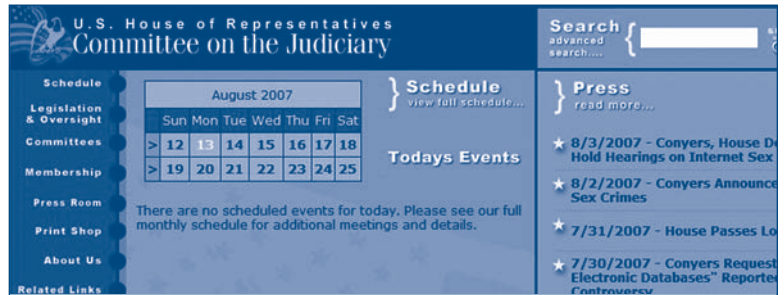 U.S. House of Representatives
Committee on the Judiciary
Search
advanced
search....
Schedule
Legislation
& Oversight
Committees
Membership
Press Room
Print Shop
About Us
Related Links
August 2007
Sun Mon Tue Wed Thu Fri Sat
> 12 13 14 15 16 17 18
> 19 20 21 22 23 24 25
Schedule
view full schedule...
Todays Events
There are no scheduled events for today. Please see our full
monthly schedule for additional meetings and details.
Press
read more...
8/3/2007 - Conyers, House
Hold Hearings on Internet Sex
8/2/2007 - Conyers Announce
Sex Crimes
7/31/2007 - House Passes
7/30/2007 - Conyers Request
Electronic Databases" Reporte
Controversy